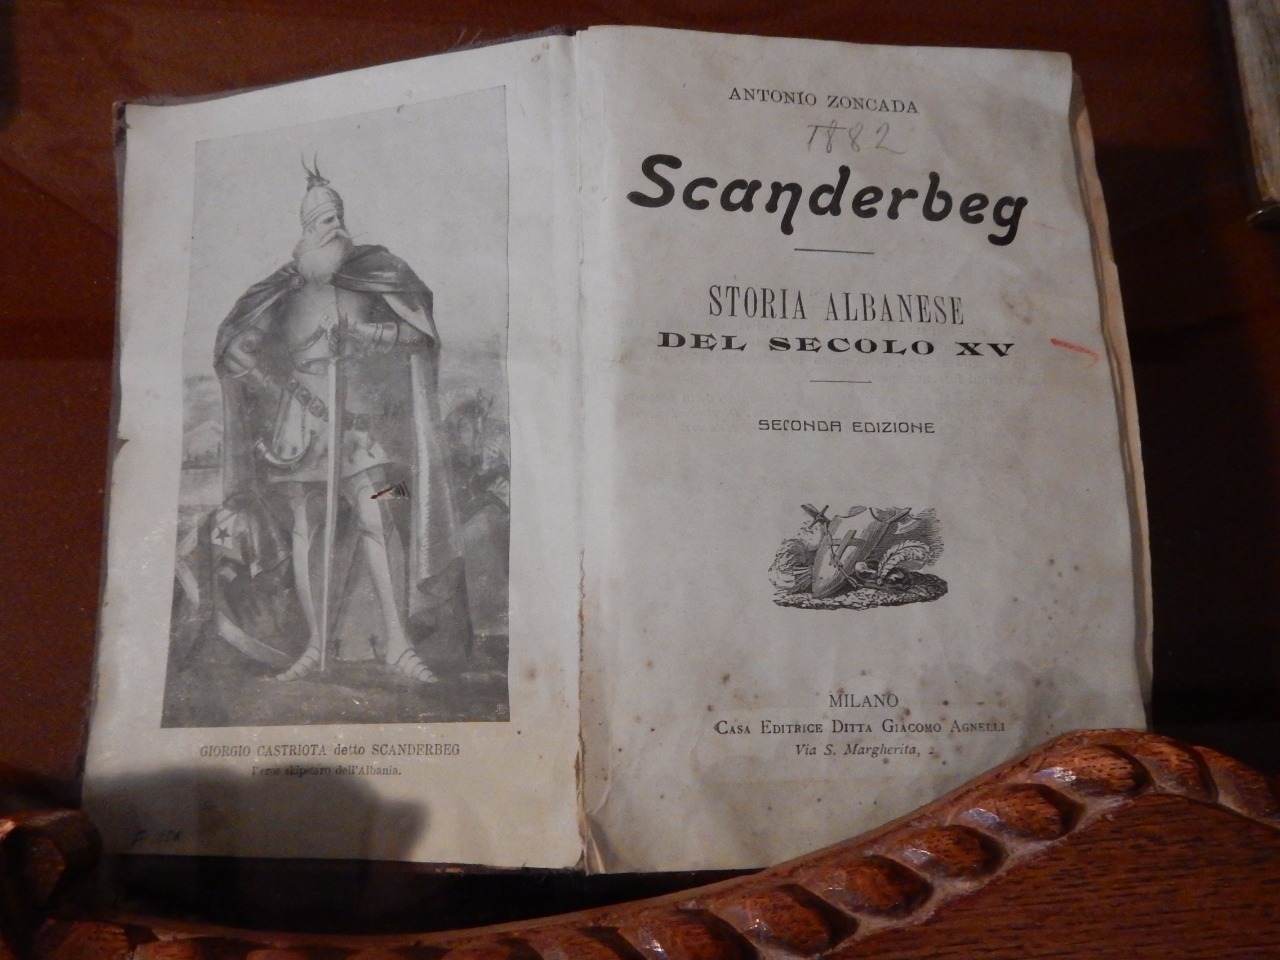 GIORGIO CASTRIOTA detto SCANDERBEG
l'eroe skipetaro dell'Albania.
ANTONIO ZONCADA
1882
Scanderbeg
STORIA ALBANESE
DEL SECOLO XV
SECONDA EDIZIONE
MILANO
CASA EDITRICE DITTA GIACOMO AGNELLI
Via S. Margherita, 2